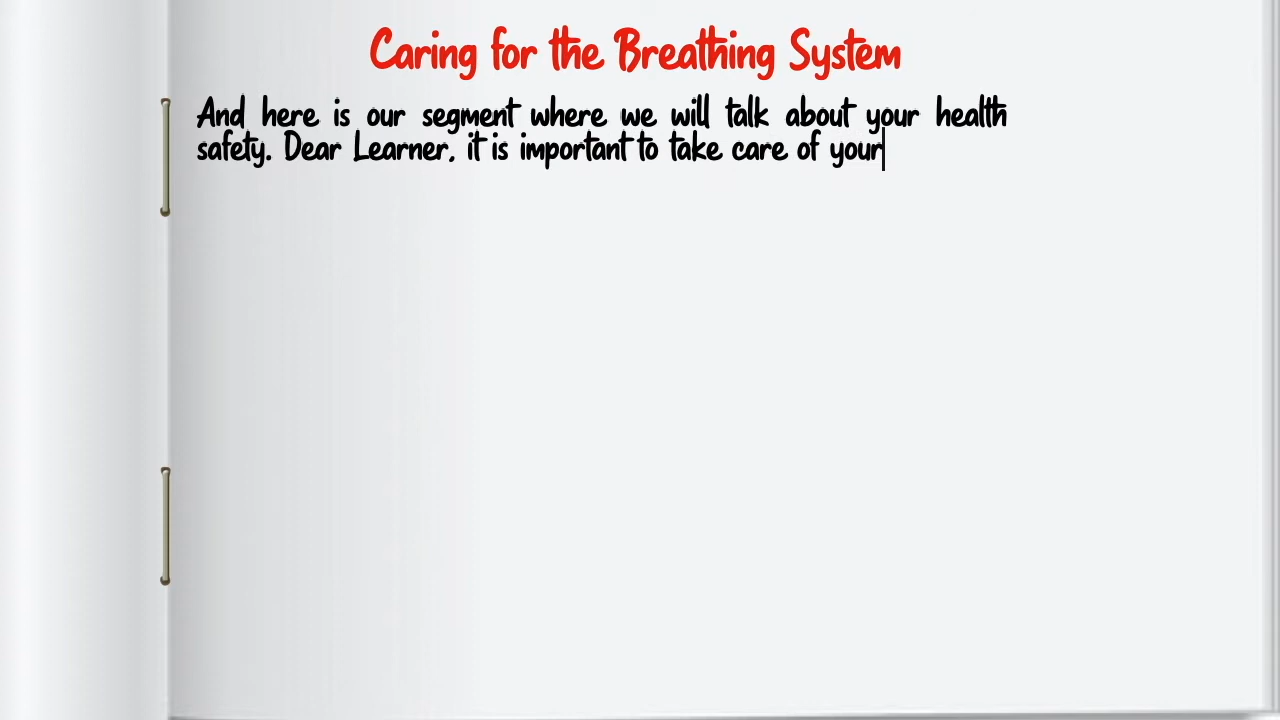 Caring for the Breathing System
And here is our segment where we will talk about your health
safety. Dear Learner, it is important to take care of your